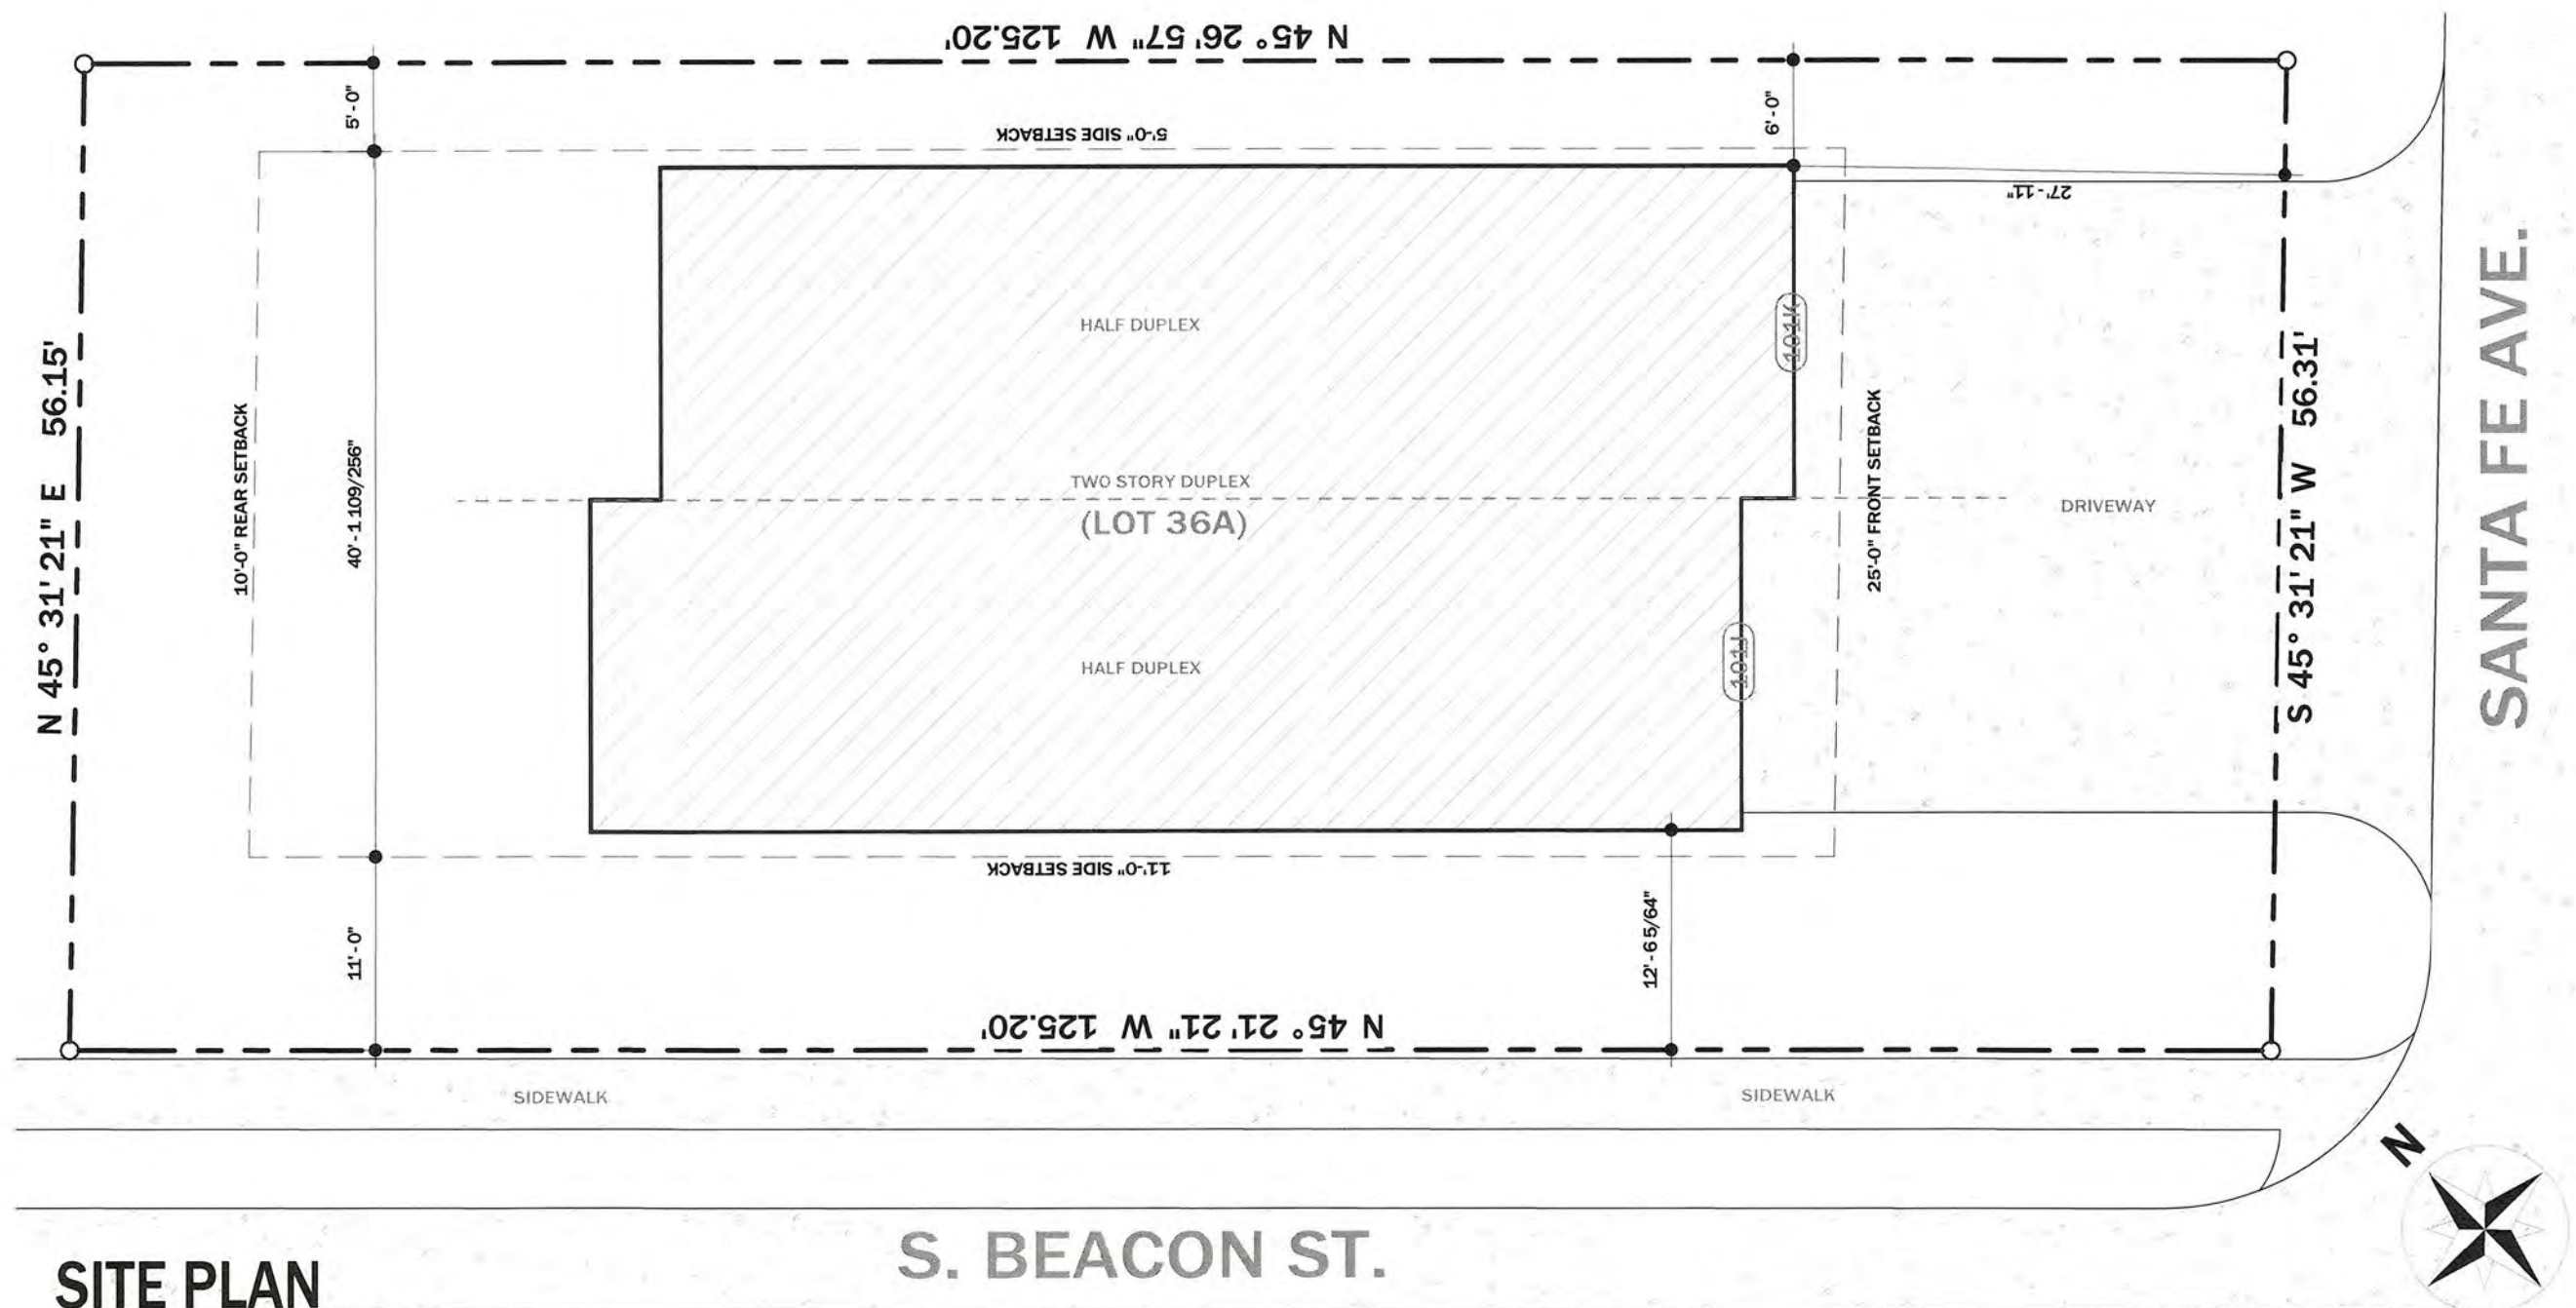 N 45° 26' 57" W 125.20'
5' - 0"
6' - 0"
5'-0" SIDE SETBACK
27' - 11"
HALF DUPLEX
101K
N 45° 31' 21" E 56.15'
10'-0" REAR SETBACK
40' - 1 109/256"
TWO STORY DUPLEX
(LOT 36A)
25'-0" FRONT SETBACK
DRIVEWAY
S 45° 31' 21" W 56.31'
SANTA FE AVE.
HALF DUPLEX
101J
11'-0" SIDE SETBACK
11' - 0"
12' - 6 5/64"
N 45° 21' 21" W 125.20'
SIDEWALK
SIDEWALK
N
S. BEACON ST.
SITE PLAN